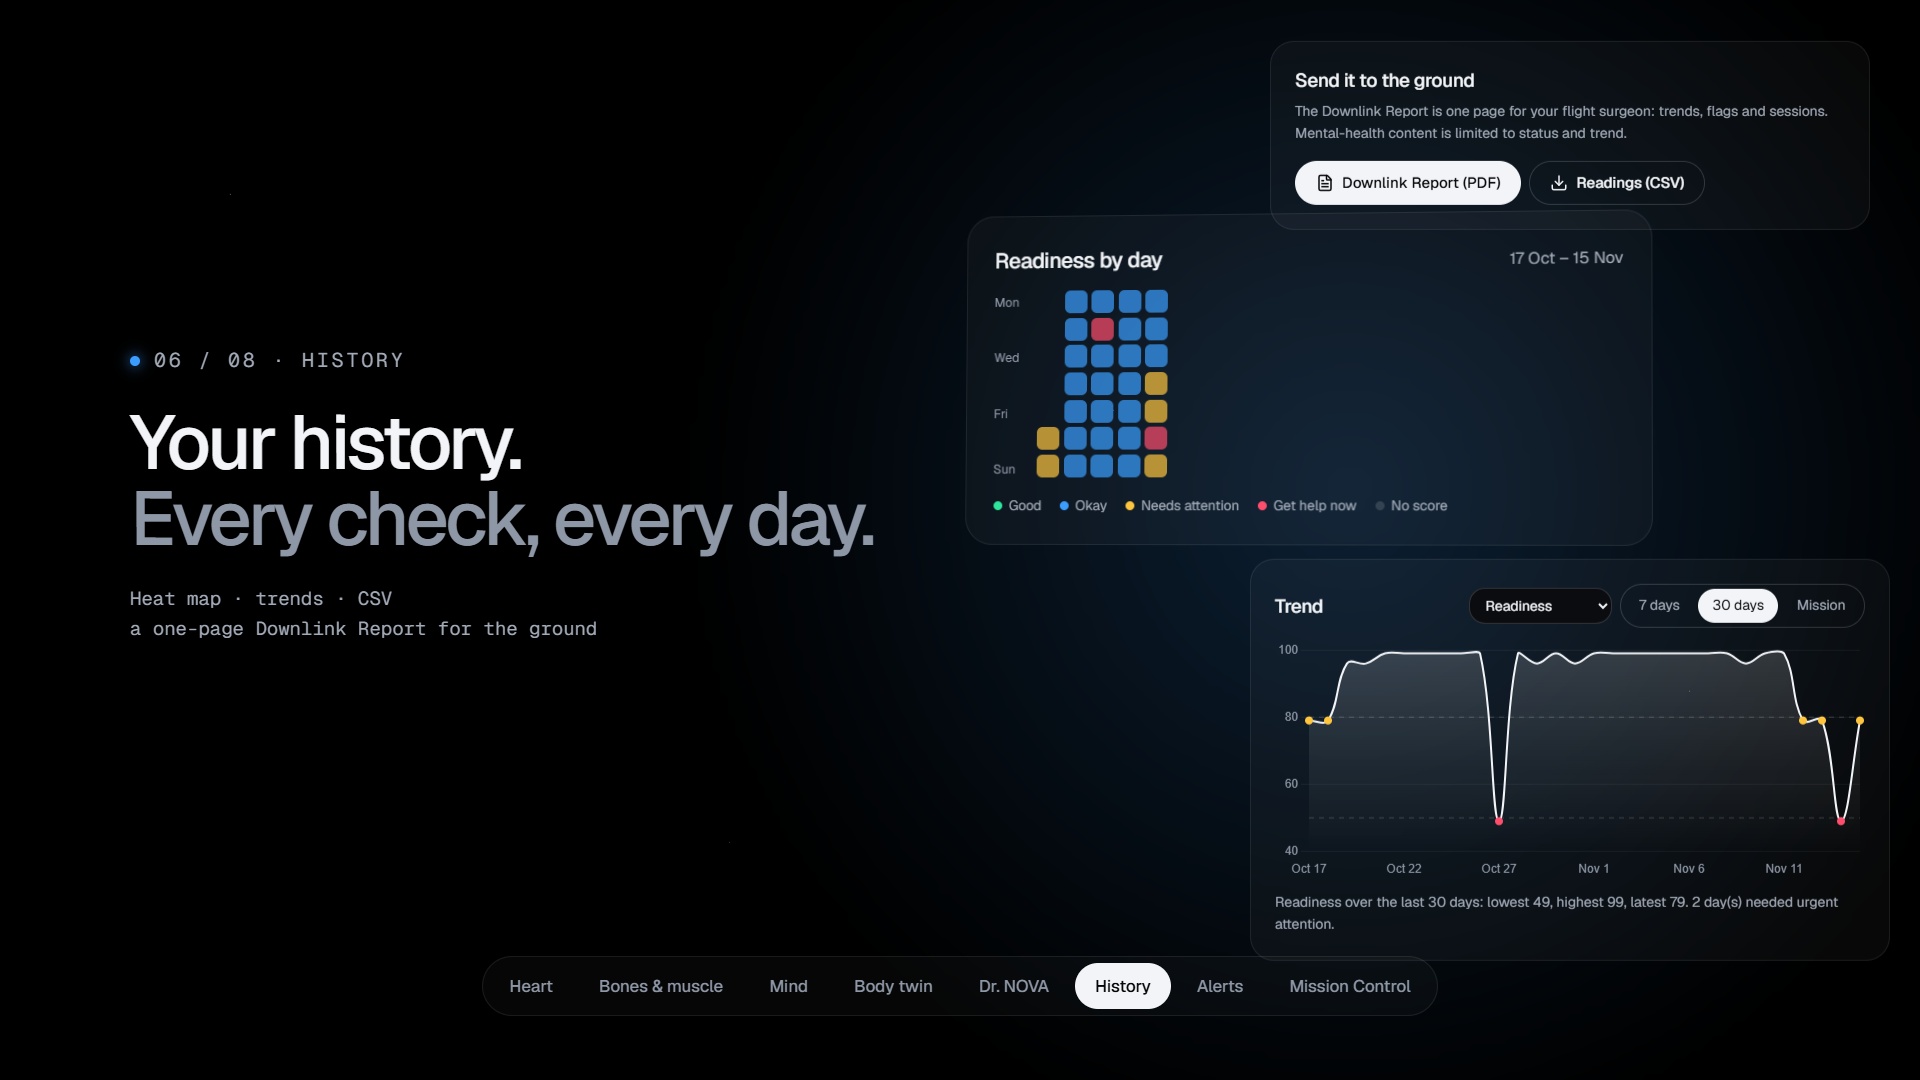 06 / 08 · HISTORY
Your history.
Every check, every day.
Heat map · trends · CSV
a one-page Downlink Report for the ground
Send it to the ground
The Downlink Report is one page for your flight surgeon: trends, flags and sessions.
Mental-health content is limited to status and trend.
Downlink Report (PDF) Readings (CSV)
Readiness by day 17 Oct – 15 Nov
Mon
Wed
Fri
Sun
Good Okay Needs attention Get help now No score
Trend Readiness 7 days 30 days Mission
100
80
60
40
Oct 17 Oct 22 Oct 27 Nov 1 Nov 6 Nov 11
Readiness over the last 30 days: lowest 49, highest 99, latest 79. 2 day(s) needed urgent
attention.
Heart Bones & muscle Mind Body twin Dr. NOVA History Alerts Mission Control